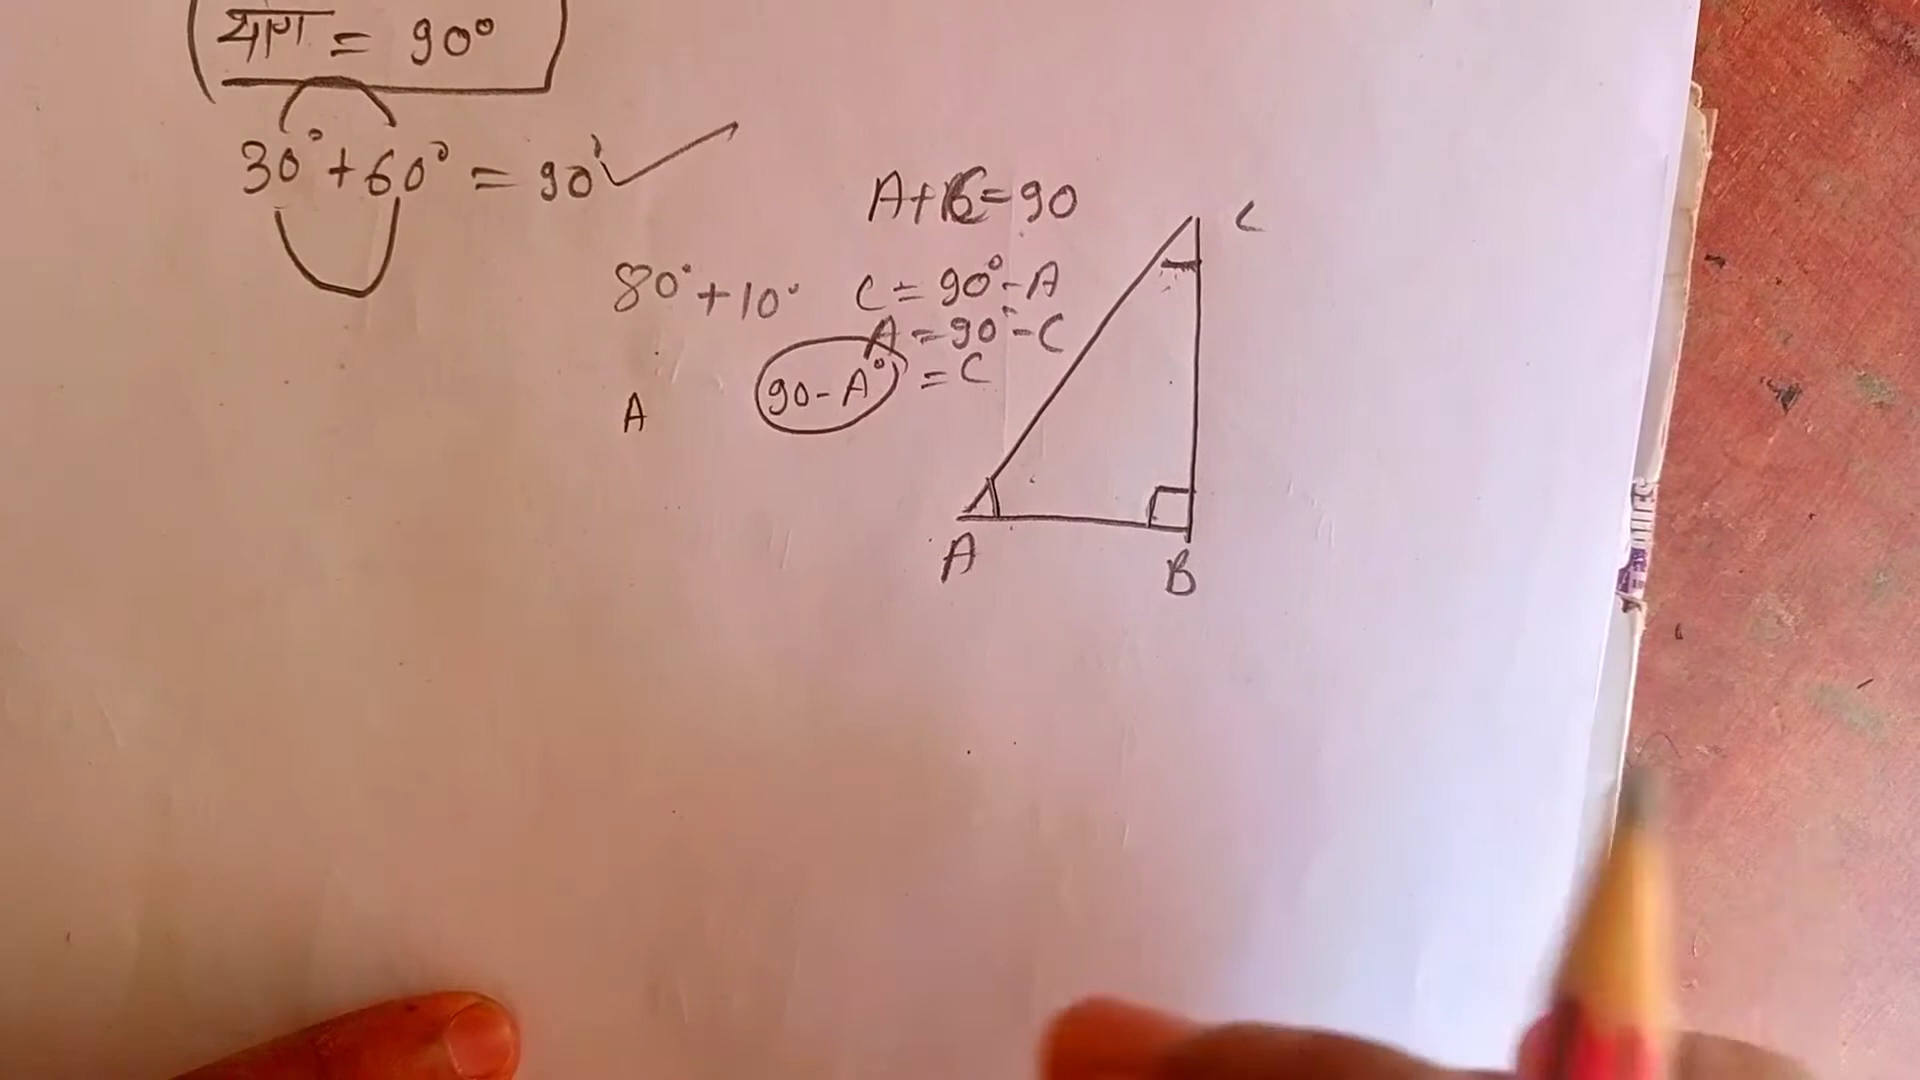 योग = 90°
30° + 60° = 90°
A+C=90
80° + 10°
C = 90° - A
A = 90° - C
90 - A° = C
A
C
A
B